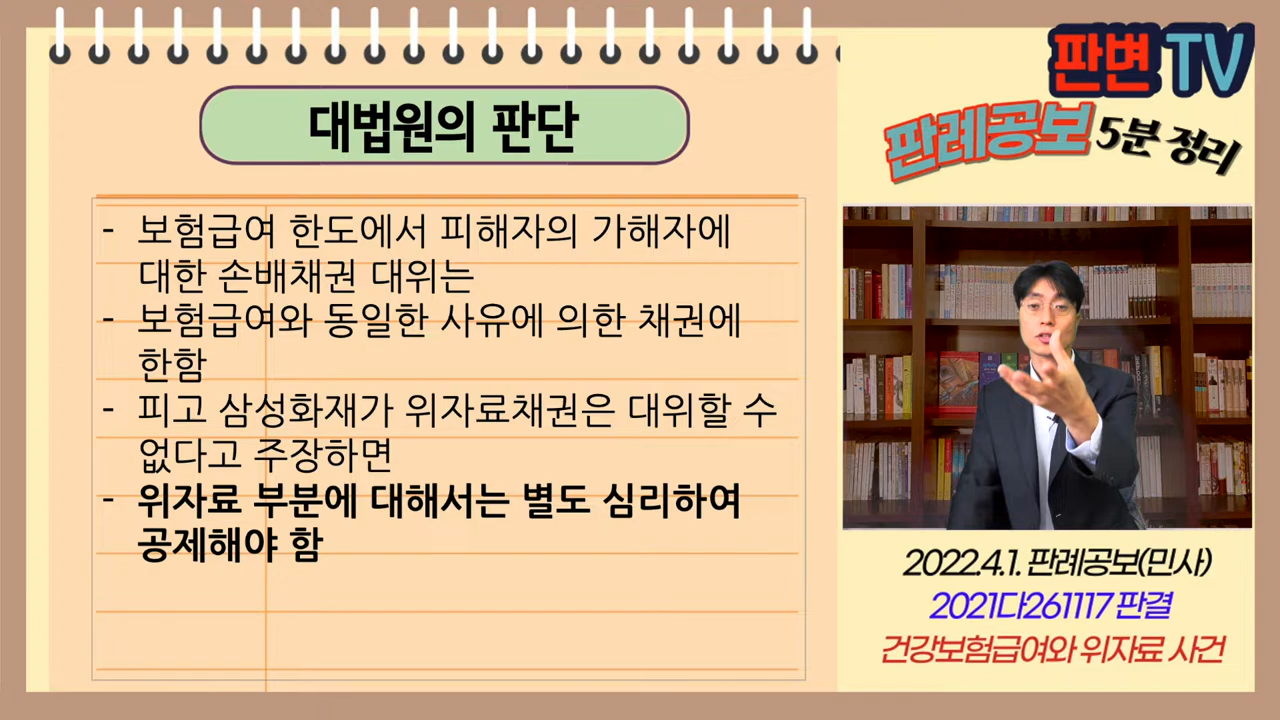 대법원의 판단
- 보험급여 한도에서 피해자의 가해자에
대한 손배채권 대위는
- 보험급여와 동일한 사유에 의한 채권에
한함
- 피고 삼성화재가 위자료채권은 대위할 수
없다고 주장하면
- 위자료 부분에 대해서는 별도 심리하여
공제해야 함
판변 TV
판례공보 5분 정리
2022.4.1. 판례공보(민사)
2021다261117 판결
건강보험급여와 위자료 사건